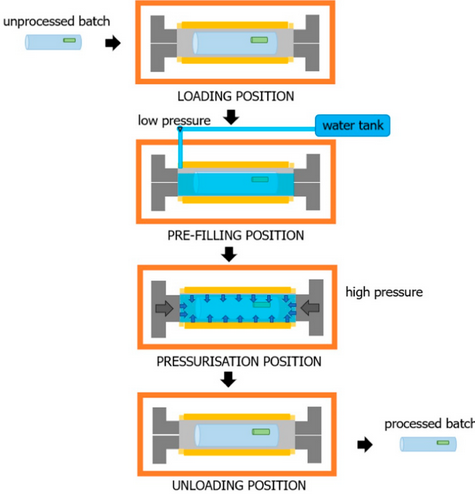 unprocessed batch
LOADING POSITION
low pressure
water tank
PRE-FILLING POSITION
high pressure
PRESSURISATION POSITION
processed batch
UNLOADING POSITION